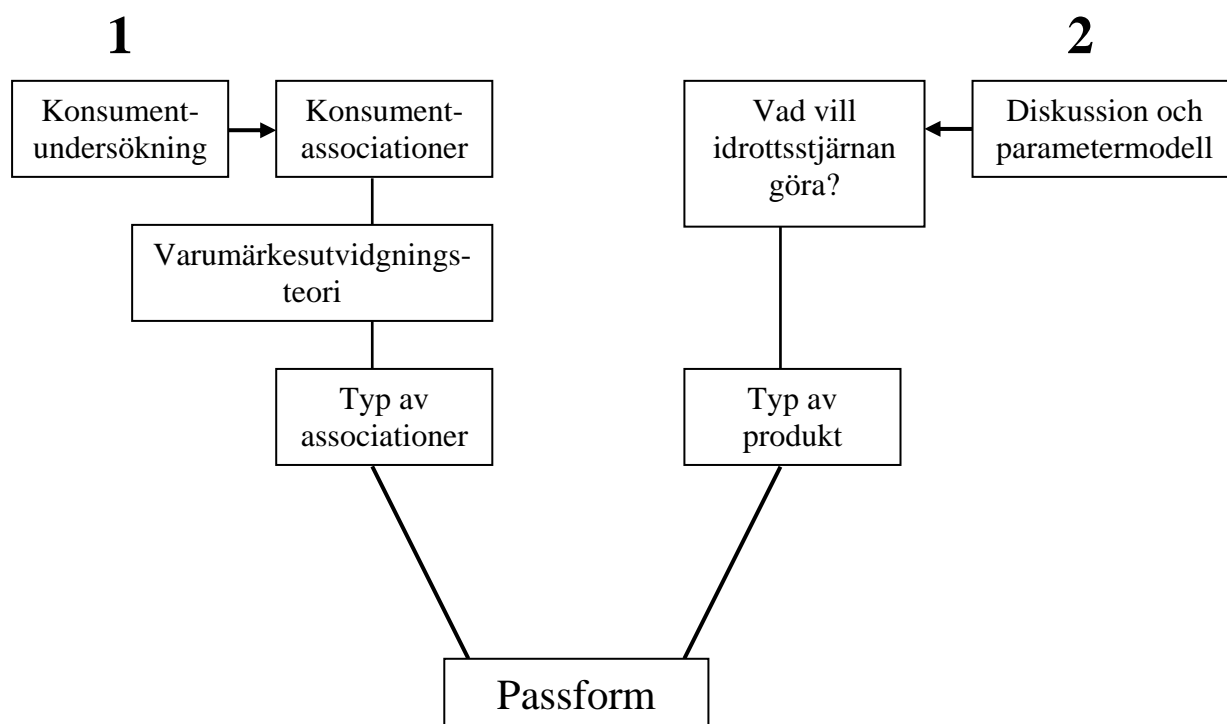 1
Konsument-
undersökning
Konsument-
associationer
Varumärkesutvidgnings-
teori
Typ av
associationer
2
Vad vill
idrottsstjärnan
göra?
Diskussion och
parametermodell
Typ av
produkt
Passform